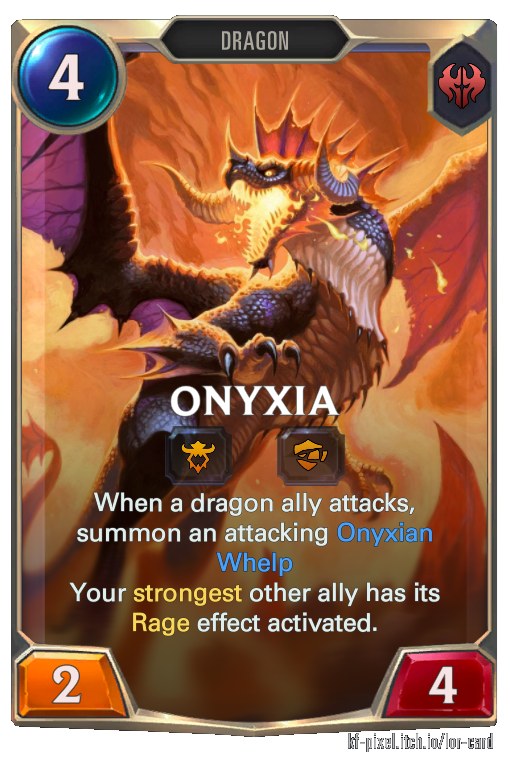 DRAGON
4
ONYXIA
When a dragon ally attacks,
summon an attacking Onyxian
Whelp
Your strongest other ally has its
Rage effect activated.
2
4
kf-pixel.itch.io/lor-card